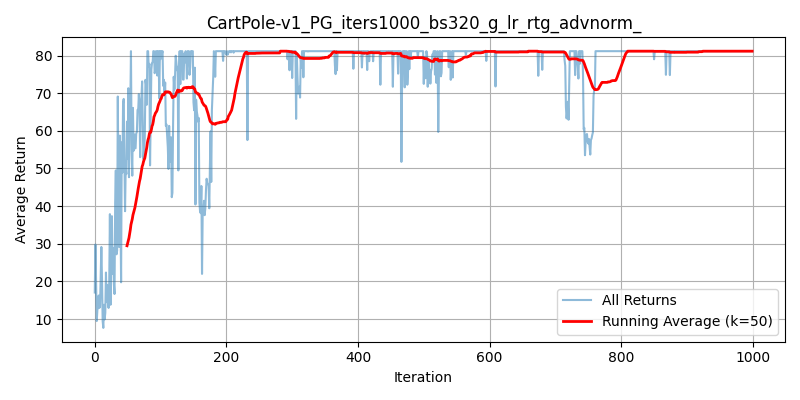 CartPole-v1_PG_iters1000_bs320_g_lr_rtg_advnorm_
Average Return
80
70
60
50
40
30
20
10
All Returns
Running Average (k=50)
0
200
400
600
800
1000
Iteration